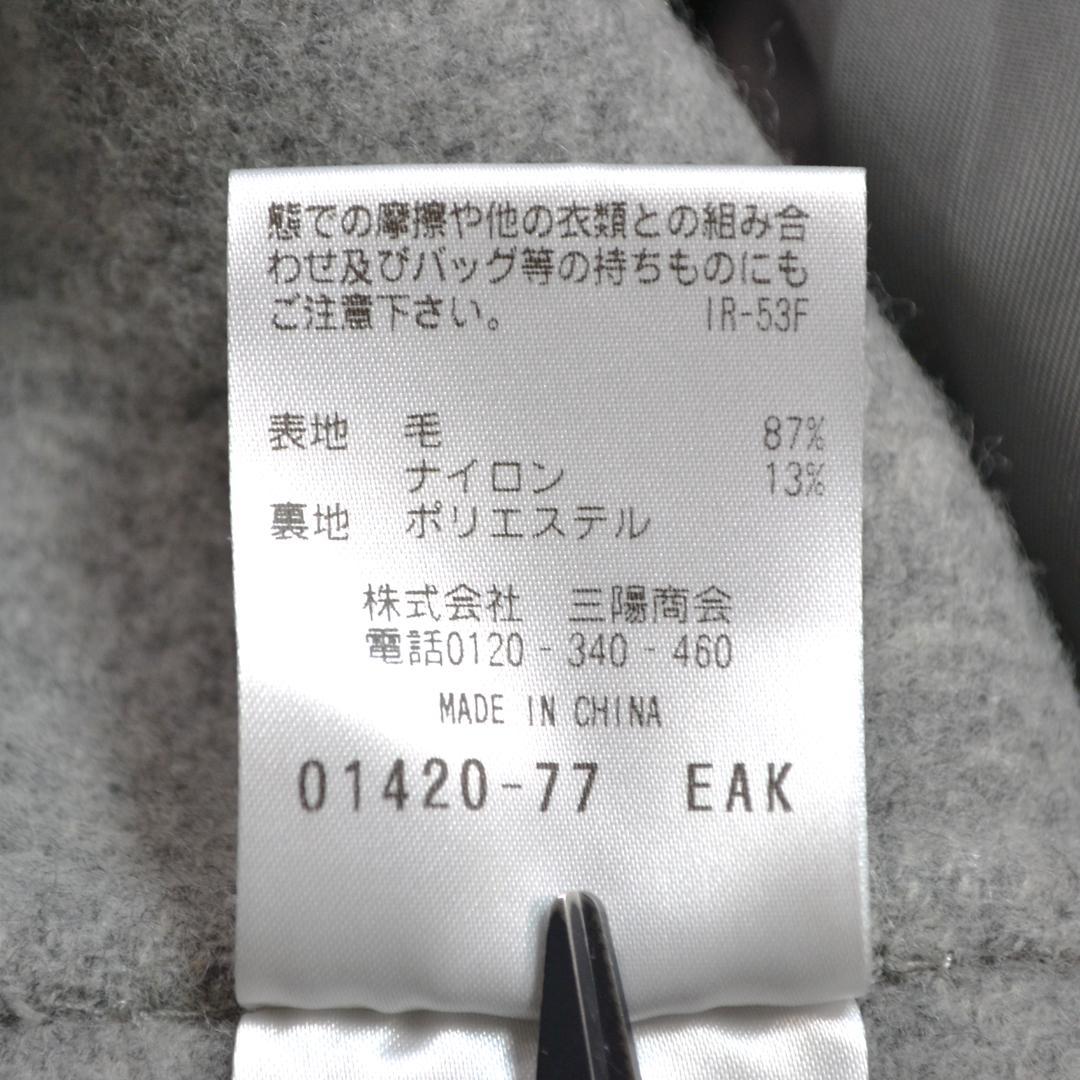 態での摩擦や他の衣類との組み合
わせ及びバッグ等の持ちものにも
ご注意下さい。 IR-53F
表地 毛 87%
ナイロン 13%
裏地 ポリエステル
株式会社 三陽商会
電話0120-340-460
MADE IN CHINA
01420-77 EAK